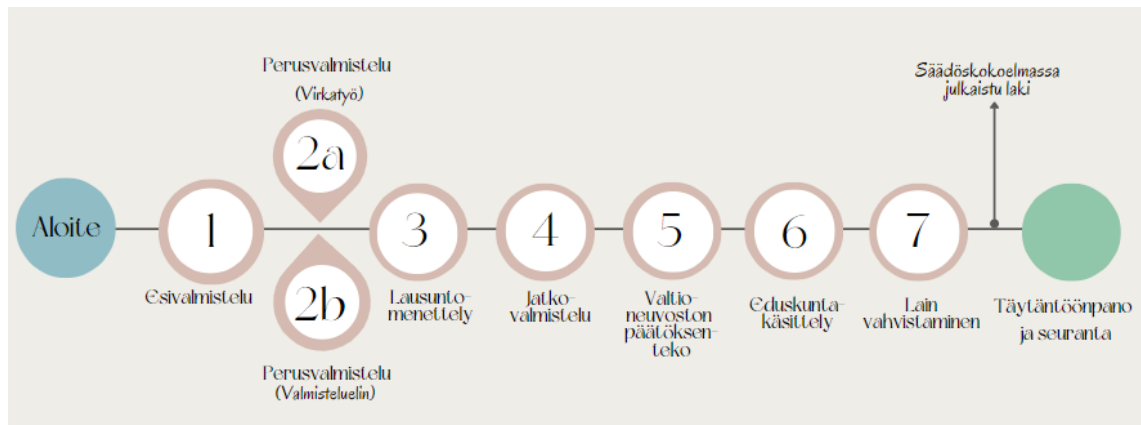 Aloite
1
Esivalmistelu
Perusvalmistelu
(Virkatyö)
2a
2b
Perusvalmistelu
(Valmisteluelin)
3
Lausunto-
menettely
4
Jatko-
valmistelu
5
Valtio-
neuvoston
päätöksen-
teko
6
Eduskunta-
käsittely
7
Lain
vahvistaminen
Säädöskokoelmassa
julkaistu laki
Täytäntöönpano
ja seuranta